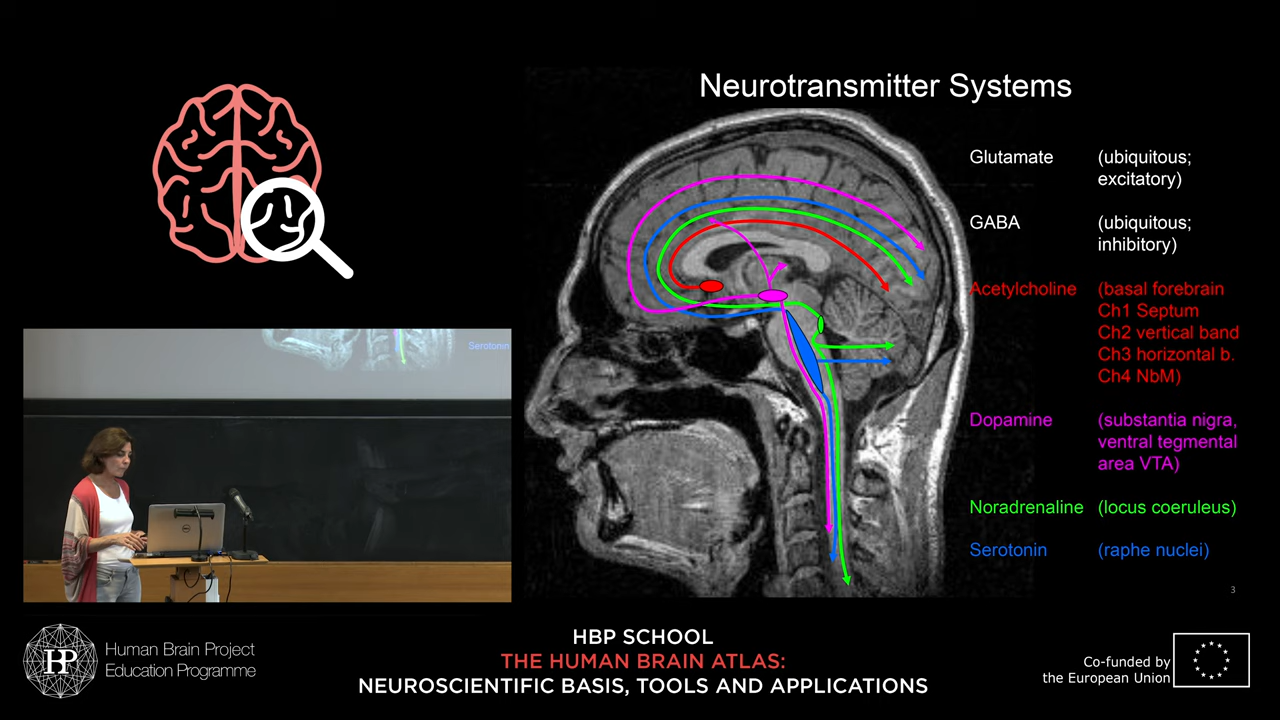 Neurotransmitter Systems
Glutamate (ubiquitous;
excitatory)
GABA (ubiquitous;
inhibitory)
Acetylcholine (basal forebrain
Ch1 Septum
Ch2 vertical band
Ch3 horizontal b.
Ch4 NbM)
Dopamine (substantia nigra,
ventral tegmental
area VTA)
Noradrenaline (locus coeruleus)
Serotonin (raphe nuclei)
3
Serotonin
DELL
HBP
Human Brain Project
Education Programme
HBP SCHOOL
THE HUMAN BRAIN ATLAS:
NEUROSCIENTIFIC BASIS, TOOLS AND APPLICATIONS
Co-funded by
the European Union